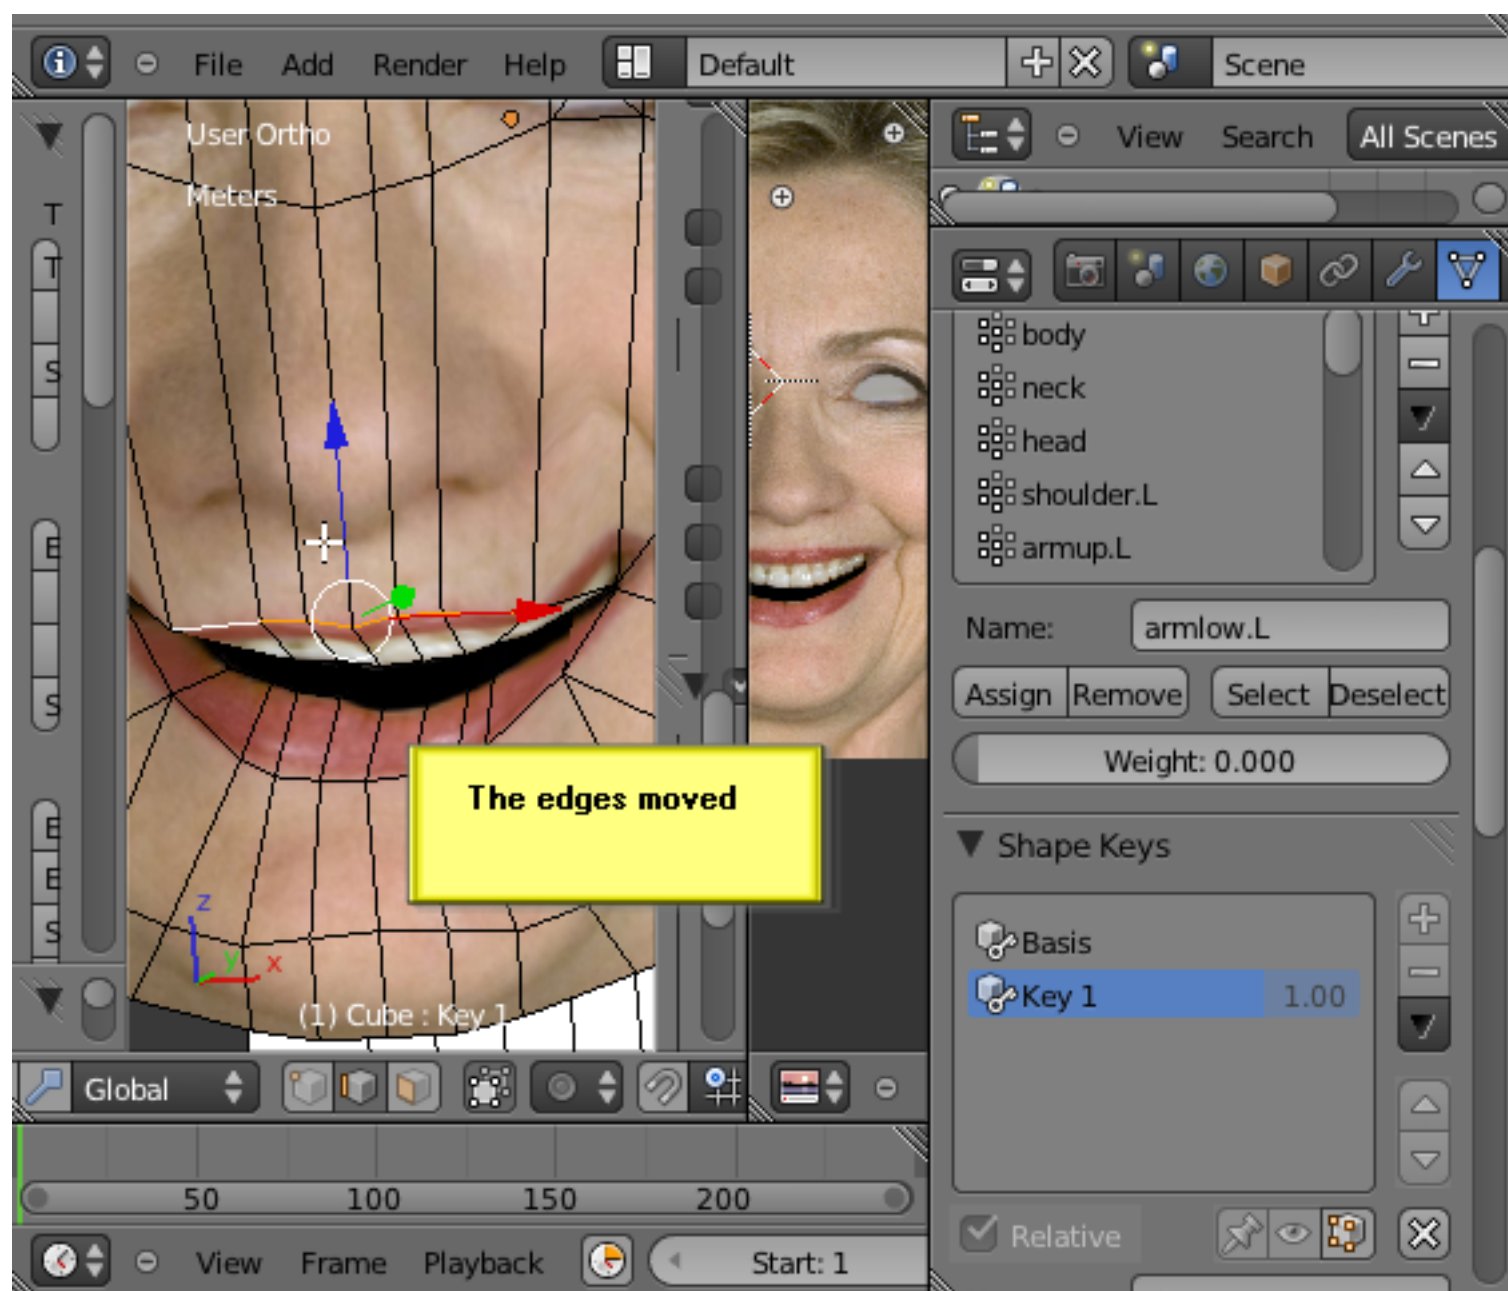 File Add Render Help Default Scene
View Search All Scenes
User Ortho
Meters
T
T
S
E
S
E
E
S
body
neck
head
shoulder.L
armup.L
Name: armlow.L
Assign Remove Select Deselect
Weight: 0.000
The edges moved
Shape Keys
Basis
Key 1 1.00
z
y x
(1) Cube : Key 1
Global
50 100 150 200
Relative
View Frame Playback Start: 1